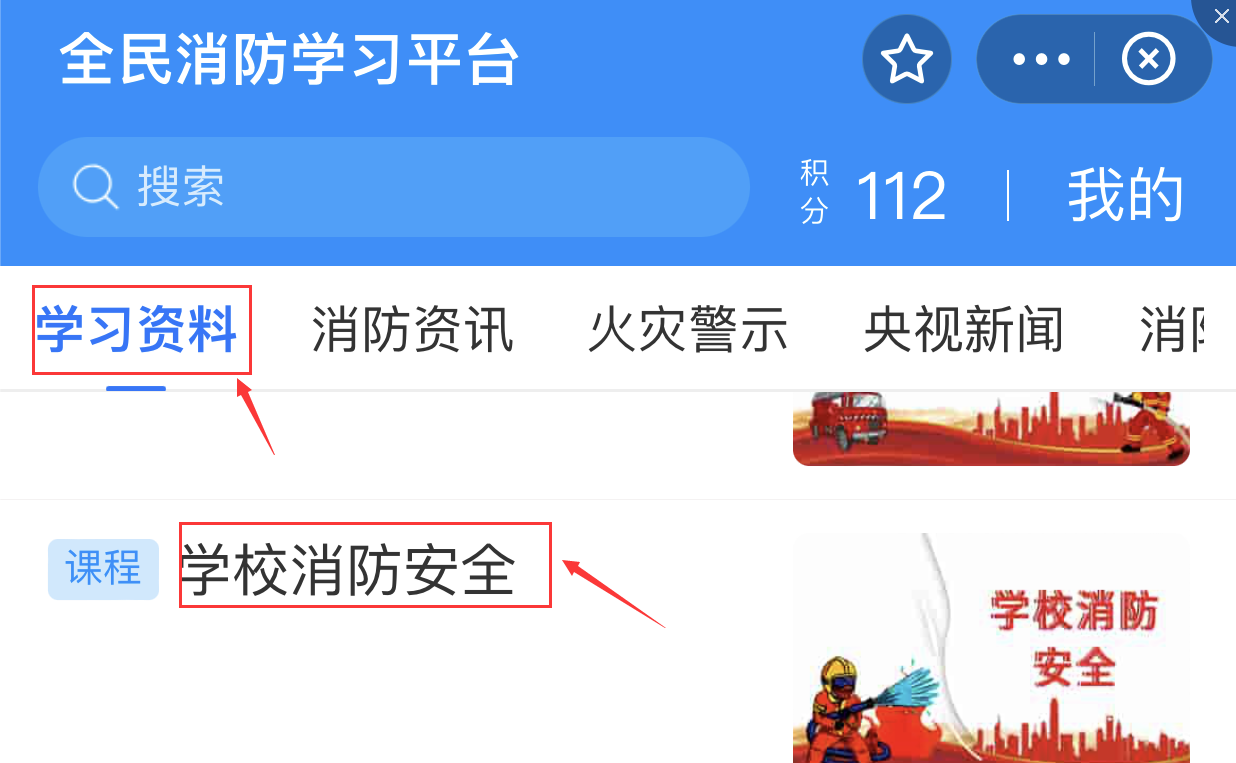 全民消防学习平台
搜索
积分 112 我的
学习资料 消防资讯 火灾警示 央视新闻 消
课程 学校消防安全
学校消防
安全